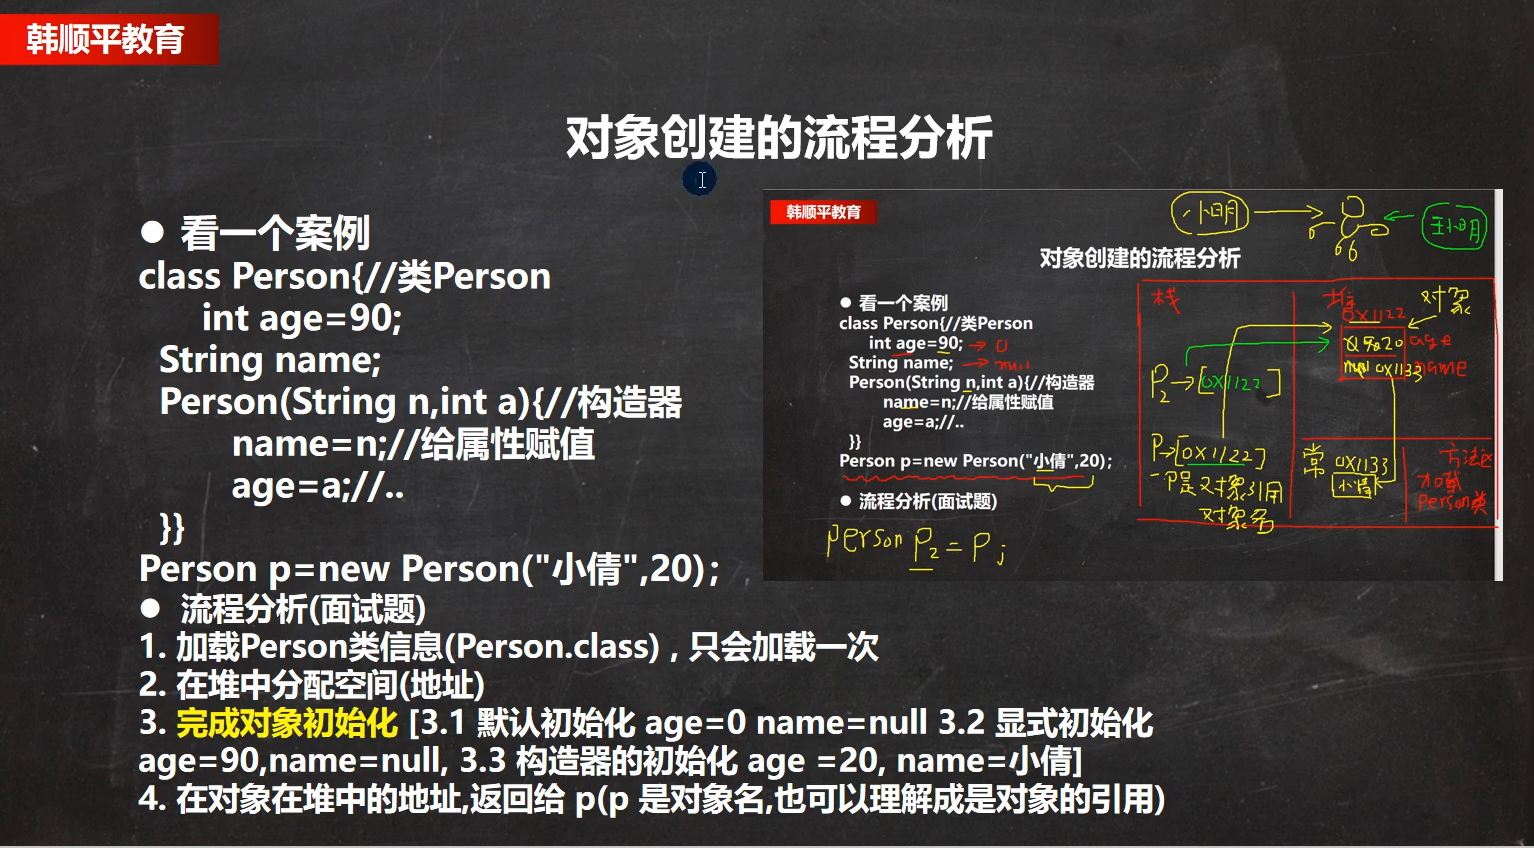 韩顺平教育
对象创建的流程分析
● 看一个案例
class Person{//类Person
int age=90;
String name;
Person(String n,int a){//构造器
name=n;//给属性赋值
age=a;//..
}}
Person p=new Person("小倩",20);
● 流程分析(面试题)
1. 加载Person类信息(Person.class) , 只会加载一次
2. 在堆中分配空间(地址)
3. 完成对象初始化 [3.1 默认初始化 age=0 name=null 3.2 显式初始化
age=90,name=null, 3.3 构造器的初始化 age =20, name=小倩]
4. 在对象在堆中的地址,返回给 p(p 是对象名,也可以理解成是对象的引用)
韩顺平教育
小明
王小明
对象创建的流程分析
● 看一个案例
class Person{//类Person
int age=90; → 0
String name; → null
Person(String n,int a){//构造器
name=n;//给属性赋值
age=a;//..
}}
Person p=new Person("小倩",20);
● 流程分析(面试题)
person p2 = p;
栈
堆
对象
0x1122
20 age
null 0x1133 name
p2→[0x1122]
p→[0x1122]
p是对象引用
对象名
常 0x1133
小倩
方法区
加载
person类